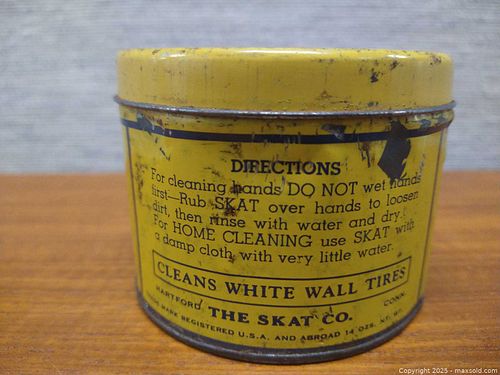 DIRECTIONS
For cleaning hands DO NOT wet hands
first—Rub SKAT over hands to loosen
dirt, then rinse with water and dry.
For HOME CLEANING use SKAT with
a damp cloth with very little water.
CLEANS WHITE WALL TIRES
HARTFORD THE SKAT CO. CONN.
TRADE MARK REGISTERED U.S.A. AND ABROAD 14 OZS. NT. WT.
Copyright 2025 - maxsold.com